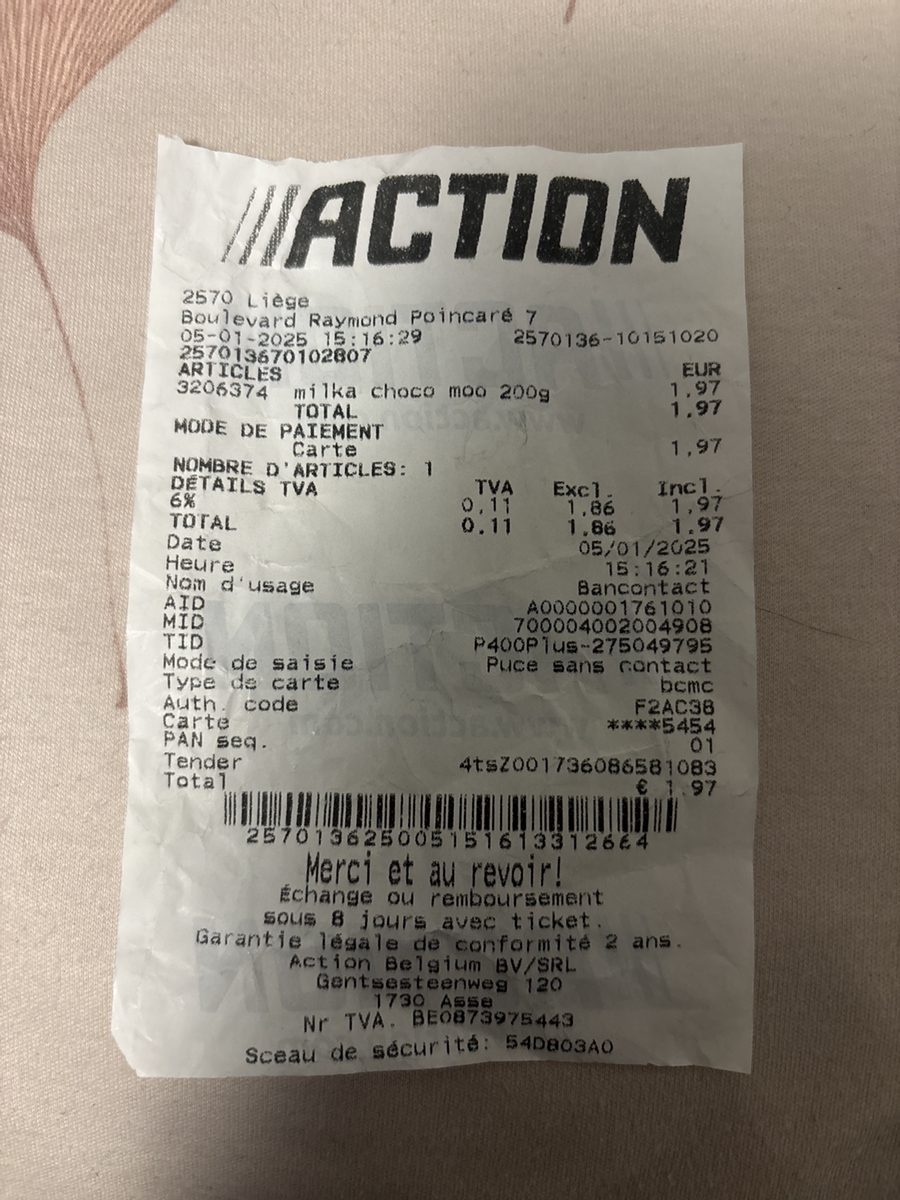 ACTION
2570 Liège
Boulevard Raymond Poincaré 7
05-01-2025 15:16:29 2570136-10151020
257013670102807
ARTICLES EUR
3206374 milka choco moo 200g 1,97
TOTAL 1,97
MODE DE PAIEMENT
Carte 1,97
NOMBRE D'ARTICLES: 1
DÉTAILS TVA TVA Excl. Incl.
6% 0,11 1,86 1,97
TOTAL 0.11 1,86 1.97
Date 05/01/2025
Heure 15:16:21
Nom d'usage Bancontact
AID A0000001761010
MID 700004002004908
TID P400Plus-275049795
Mode de saisie Puce sans contact
Type de carte bcmc
Auth. code F2AC38
Carte ****5454
PAN seq. 01
Tender 4tsZ001736086581083
Total € 1.97
257013625005151613312664
Merci et au revoir!
Échange ou remboursement
sous 8 jours avec ticket.
Garantie légale de conformité 2 ans.
Action Belgium BV/SRL
Gentsesteenweg 120
1730 Asse
Nr TVA. BE0873975443
Sceau de sécurité: 54D803A0